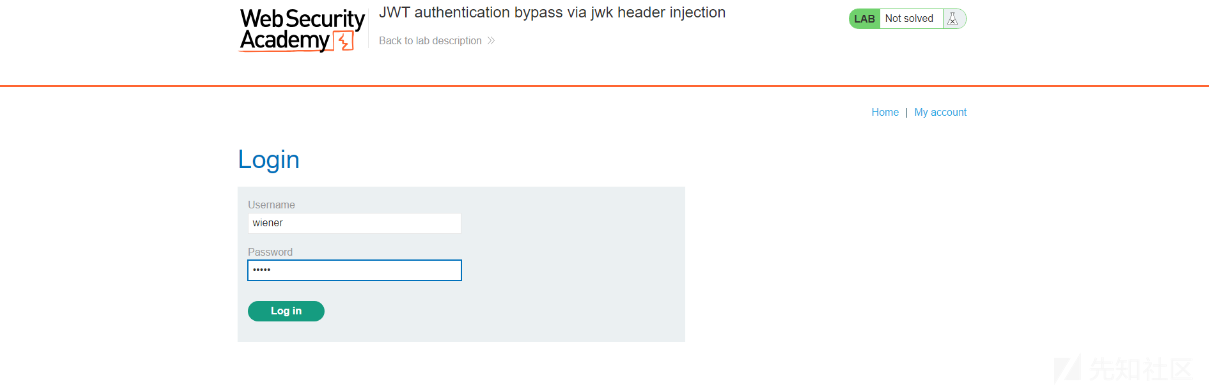 Web Security
Academy
JWT authentication bypass via jwk header injection
Back to lab description
LAB Not solved
Home | My account
Login
Username
wiener
Password
•••••
Log in
先知社区